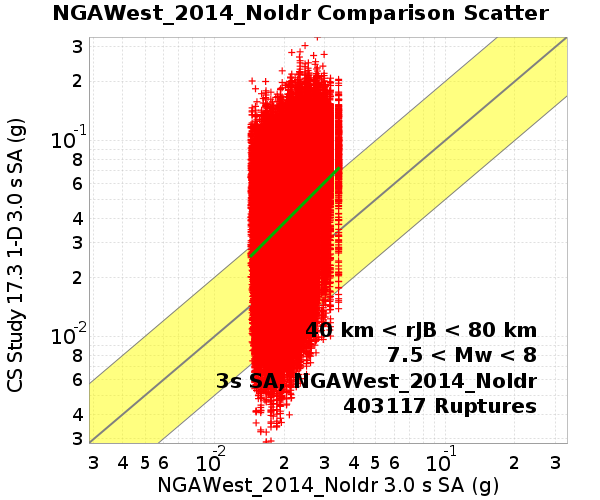 NGAWest_2014_NoIdr Comparison Scatter
CS Study 17.3 1-D 3.0 s SA (g)
3
2
10-1
8
6
4
3
2
10-2
8
6
4
3
40 km < rJB < 80 km
7.5 < Mw < 8
3s SA, NGAWest_2014_NoIdr
403117 Ruptures
3 4 5 6 10-2 2 3 4 5 6 10-1 2 3
NGAWest_2014_NoIdr 3.0 s SA (g)